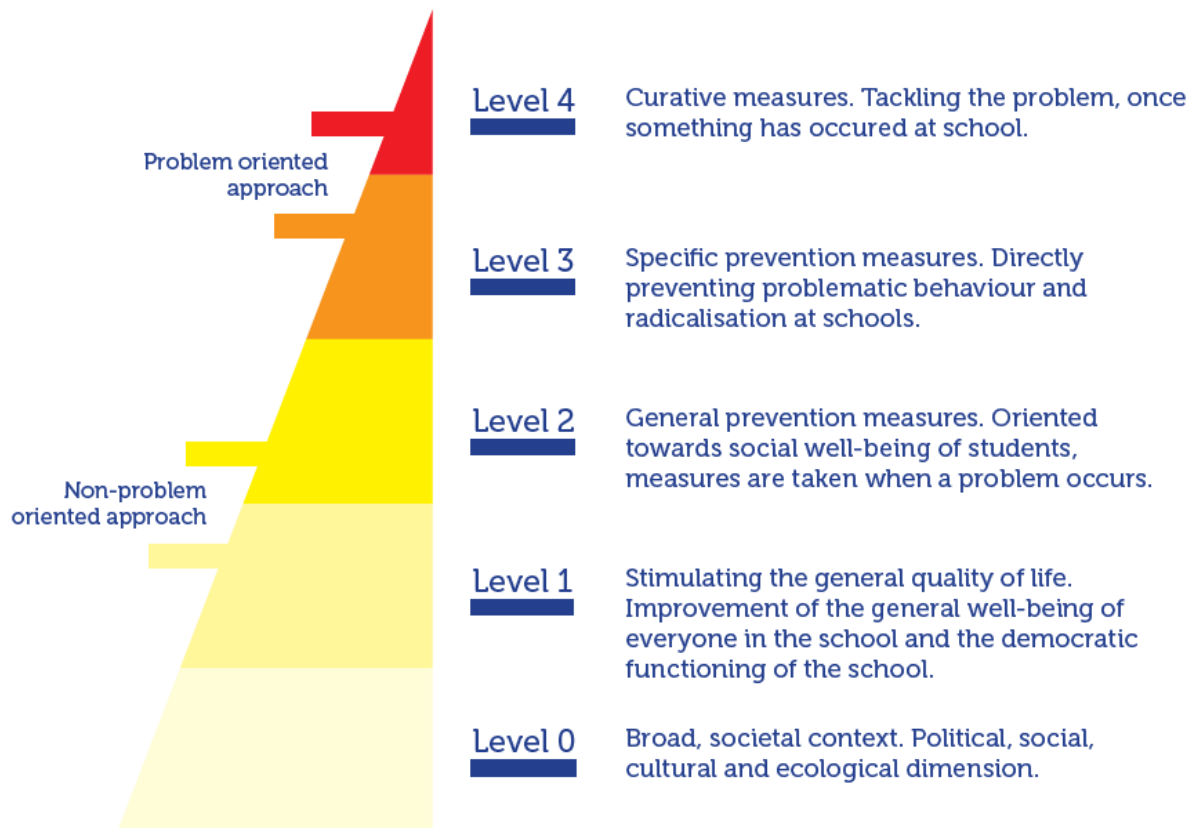 Level 4
Curative measures. Tackling the problem, once
something has occured at school.
Problem oriented
approach
Level 3
Specific prevention measures. Directly
preventing problematic behaviour and
radicalisation at schools.
Level 2
General prevention measures. Oriented
towards social well-being of students,
measures are taken when a problem occurs.
Non-problem
oriented approach
Level 1
Stimulating the general quality of life.
Improvement of the general well-being of
everyone in the school and the democratic
functioning of the school.
Level 0
Broad, societal context. Political, social,
cultural and ecological dimension.